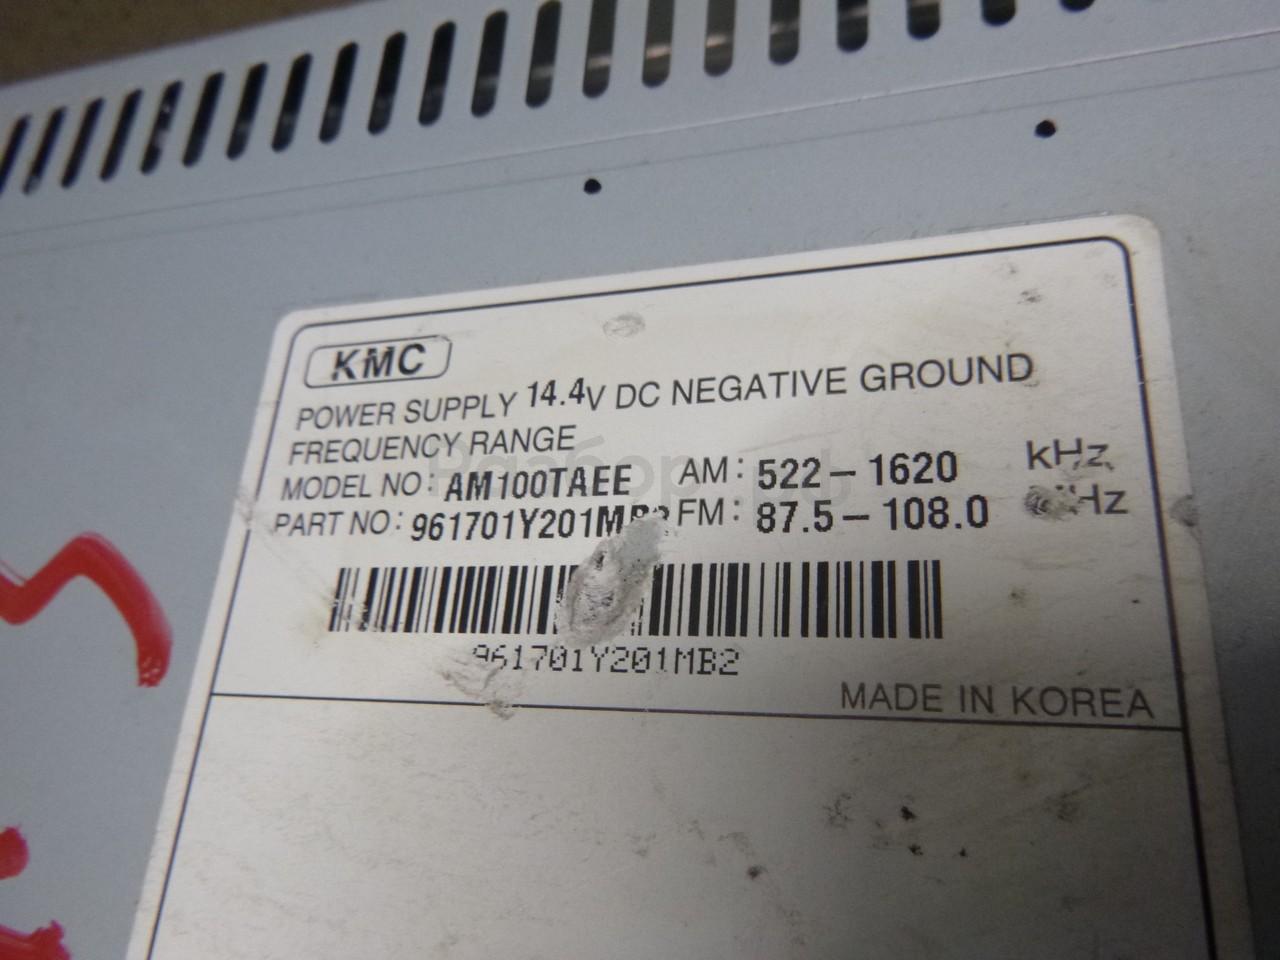 KMC
POWER SUPPLY 14.4V DC NEGATIVE GROUND
FREQUENCY RANGE
MODEL NO: AM100TAEE AM: 522-1620 kHz
PART NO: 961701Y201MB2 FM: 87.5-108.0 MHz
961701Y201MB2
MADE IN KOREA